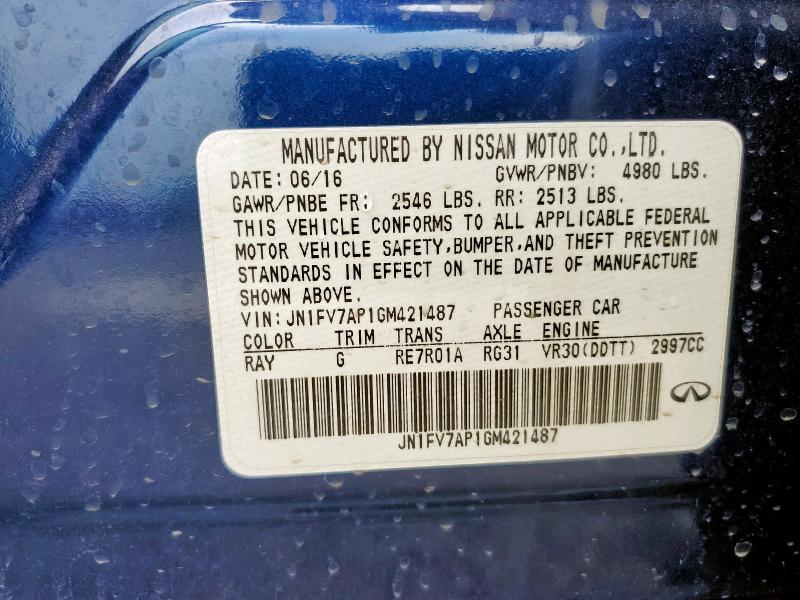 MANUFACTURED BY NISSAN MOTOR CO.,LTD.
DATE: 06/16 GVWR/PNBV: 4980 LBS.
GAWR/PNBE FR: 2546 LBS. RR: 2513 LBS.
THIS VEHICLE CONFORMS TO ALL APPLICABLE FEDERAL
MOTOR VEHICLE SAFETY,BUMPER,AND THEFT PREVENTION
STANDARDS IN EFFECT ON THE DATE OF MANUFACTURE
SHOWN ABOVE.
VIN: JN1FV7AP1GM421487 PASSENGER CAR
COLOR TRIM TRANS AXLE ENGINE
RAY G RE7R01A RG31 VR30(DDTT) 2997CC
JN1FV7AP1GM421487